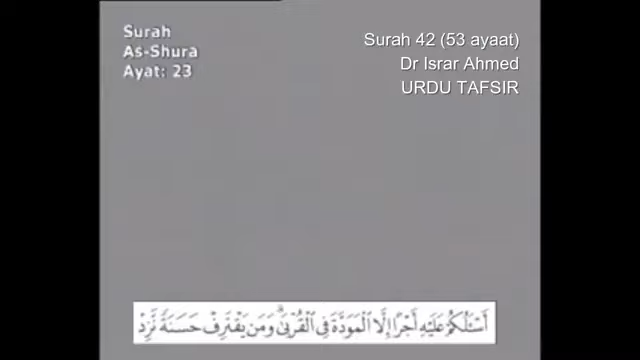 Surah
As-Shura
Ayat: 23
Surah 42 (53 ayaat)
Dr Israr Ahmed
URDU TAFSIR
أَسْـَٔلُكُمْ عَلَيْهِ أَجْرًا إِلَّا الْمَوَدَّةَ فِي الْقُرْبَىٰ ۗ وَمَن يَقْتَرِفْ حَسَنَةً نَّزِدْ